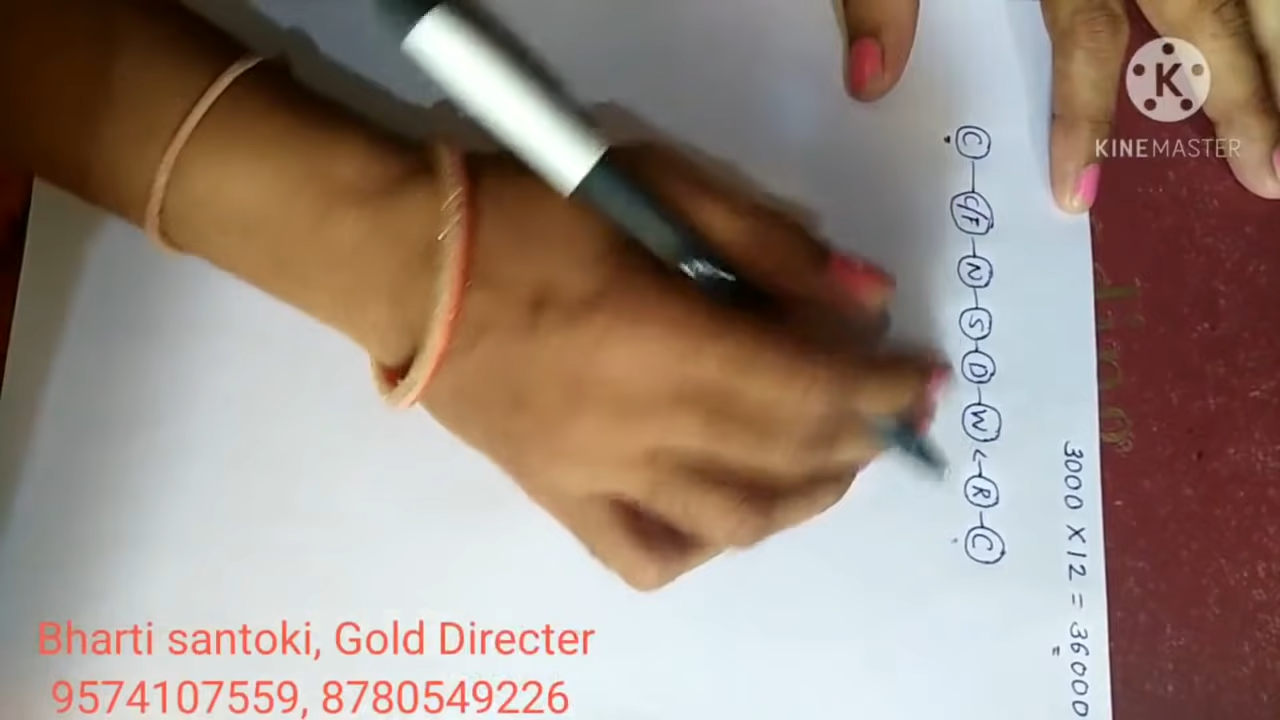 3000 X 12 = 36000
C - C/F - N - S - D - W ← R - C
KINEMASTER
Bharti santoki, Gold Directer
9574107559, 8780549226